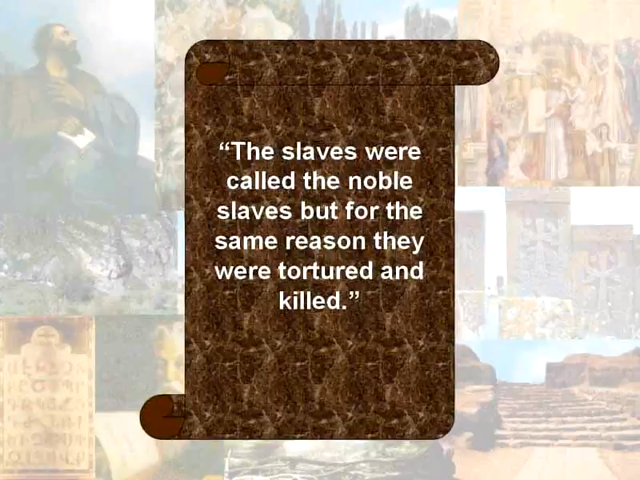 “The slaves were
called the noble
slaves but for the
same reason they
were tortured and
killed.”